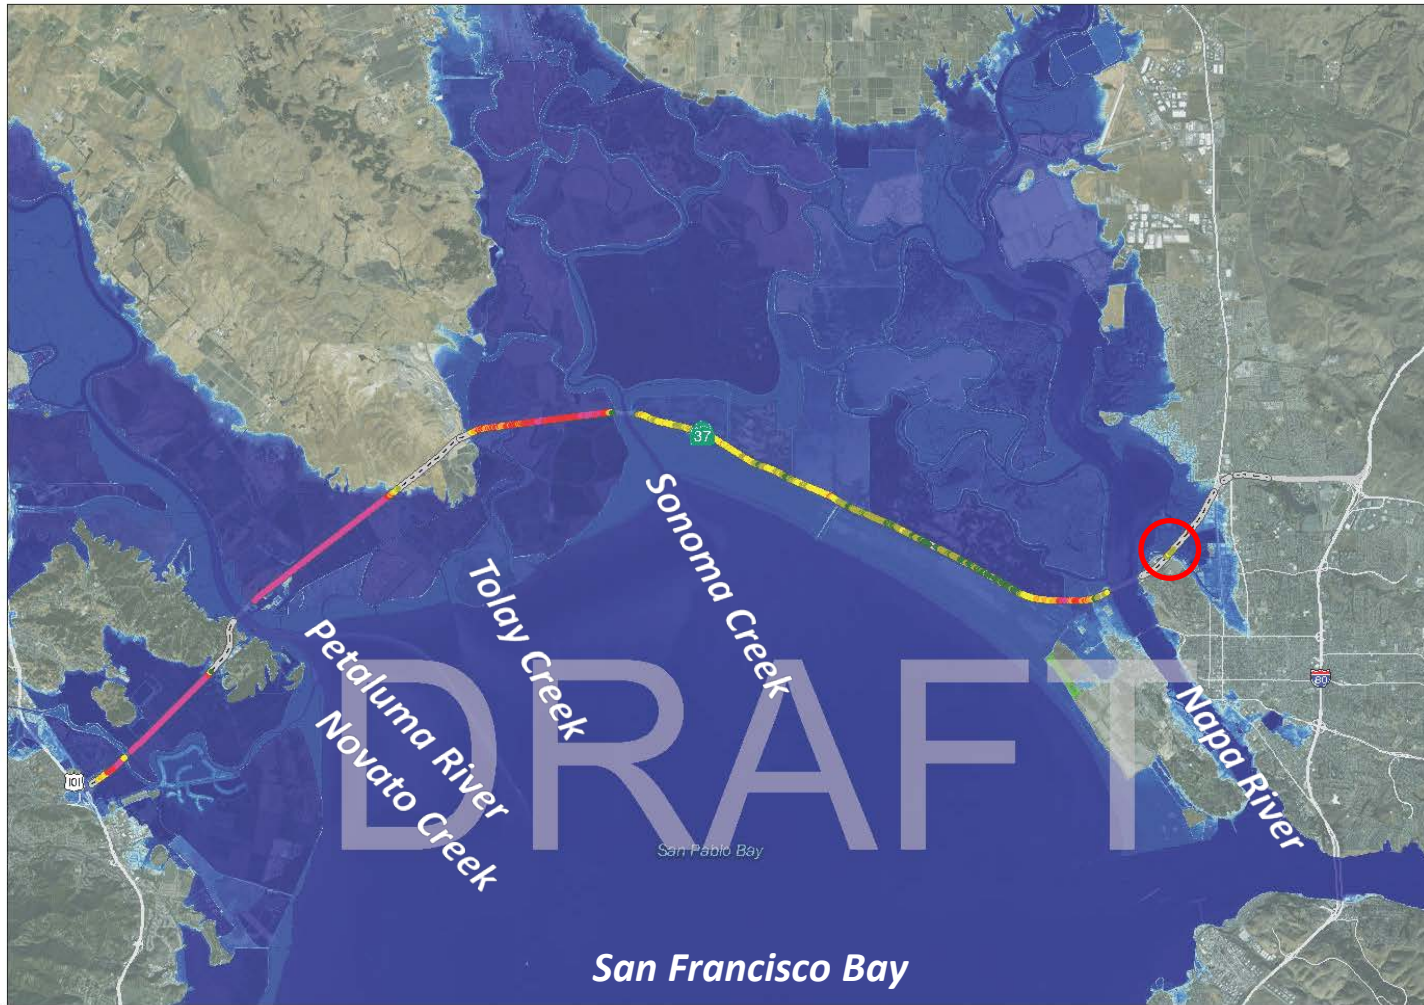 37
Sonoma Creek
Tolay Creek
Petaluma River
Novato Creek
Napa River
80
101
DRAFT
San Pablo Bay
San Francisco Bay